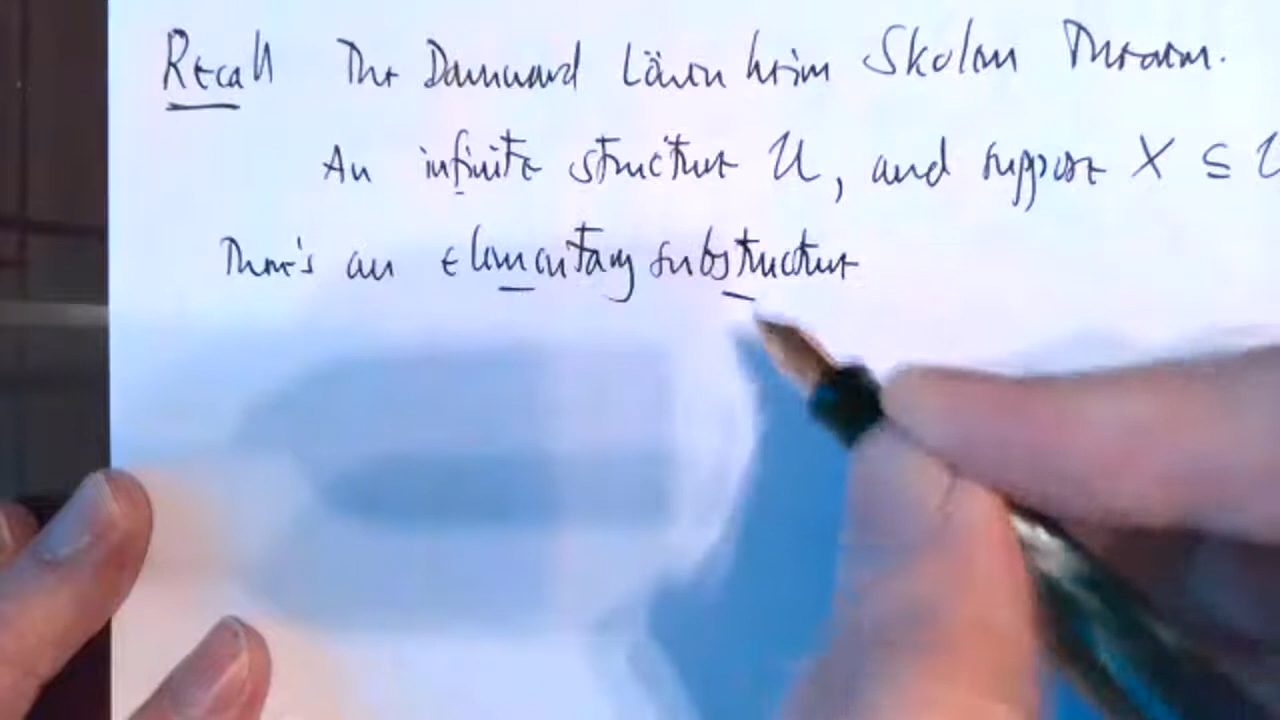 Recall The Downward Löwenheim Skolem Theorem.
An infinite structure U, and suppose X ⊆ U
There's an elementary substructure